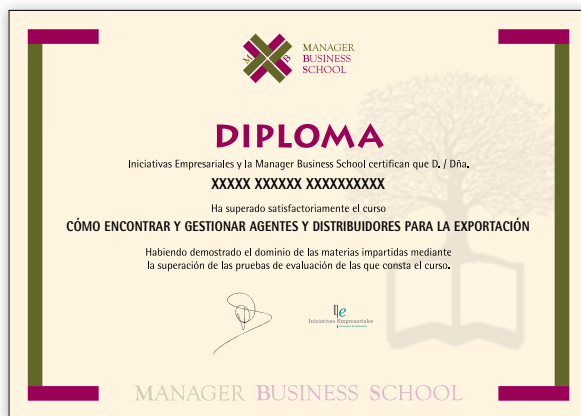 M B
MANAGER
BUSINESS
SCHOOL
DIPLOMA
Iniciativas Empresariales y la Manager Business School certifican que D. / Dña.
XXXXX XXXXXX XXXXXXXXXX
Ha superado satisfactoriamente el curso
CÓMO ENCONTRAR Y GESTIONAR AGENTES Y DISTRIBUIDORES PARA LA EXPORTACIÓN
Habiendo demostrado el dominio de las materias impartidas mediante
la superación de las pruebas de evaluación de las que consta el curso.
Iniciativas Empresariales
MANAGER BUSINESS SCHOOL